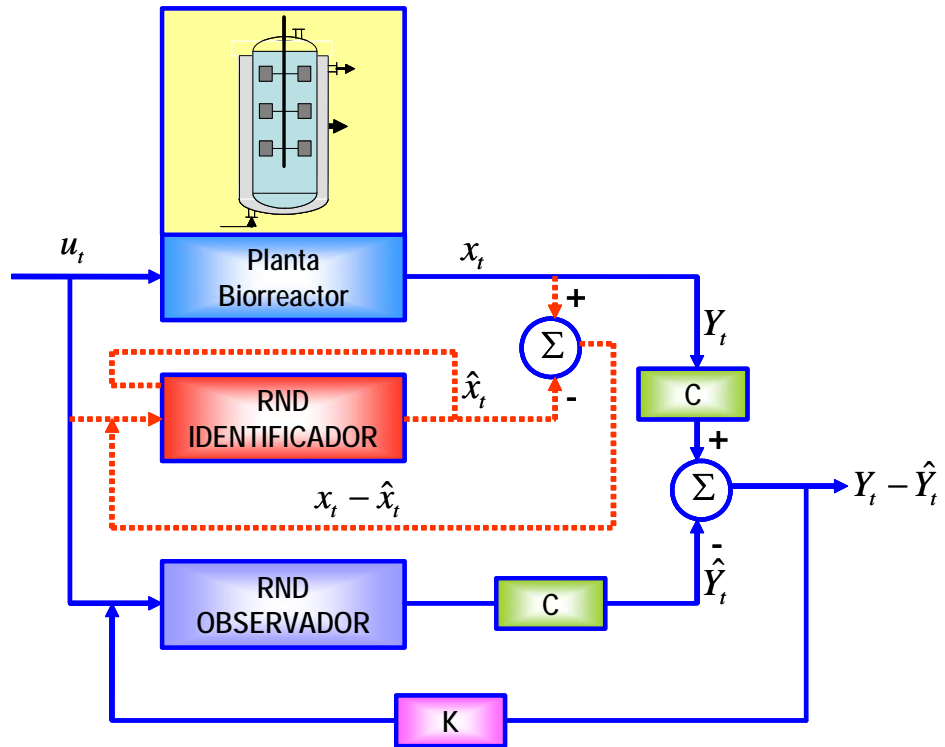 u_t
Planta
Biorreactor
x_t
+
Σ
-
Y_t
C
RND
IDENTIFICADOR
x̂_t
x_t - x̂_t
+
Σ
Y_t - Ŷ_t
-
Ŷ_t
RND
OBSERVADOR
C
K